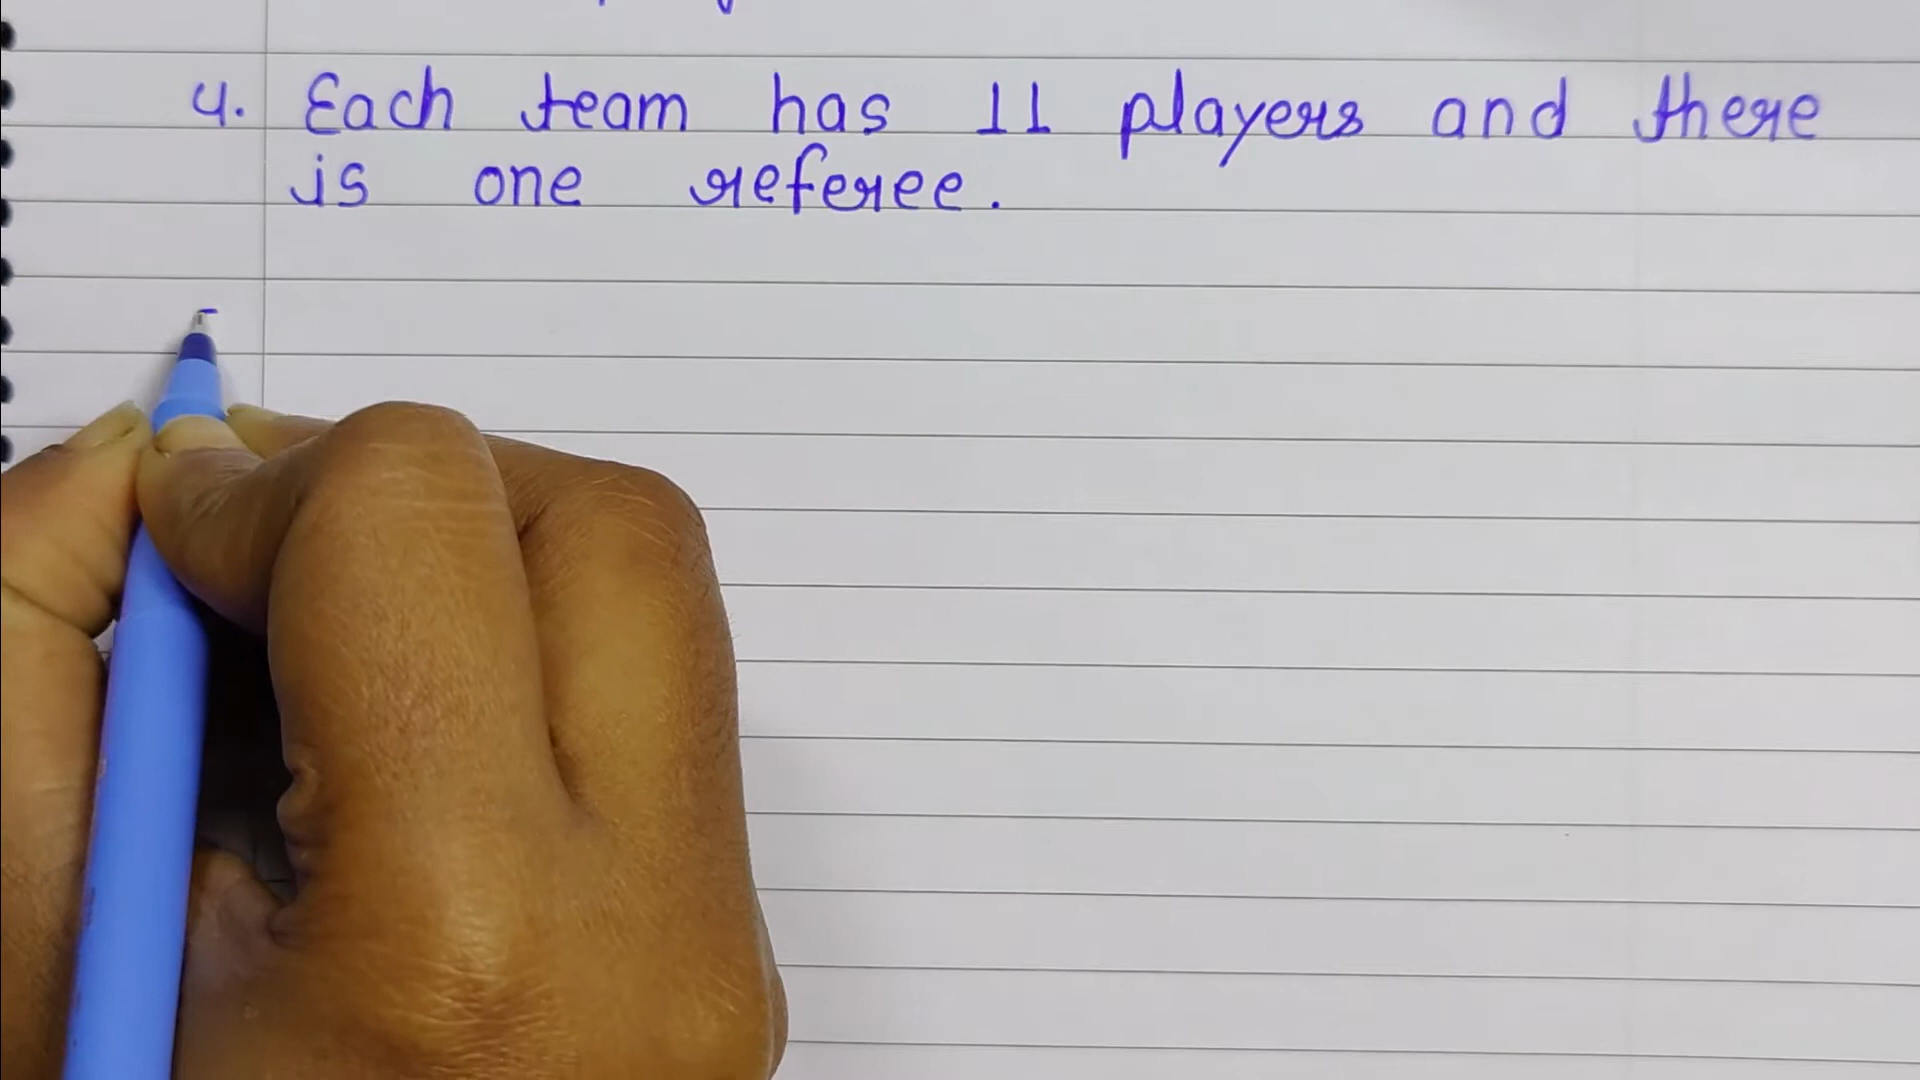 4. Each team has 11 players and there
is one referee.